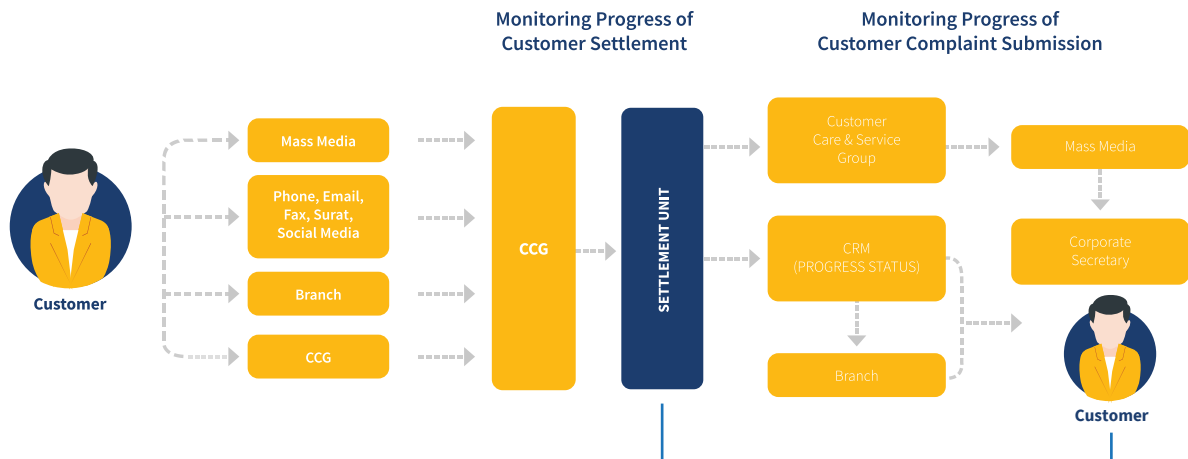 Monitoring Progress of
Customer Settlement
Monitoring Progress of
Customer Complaint Submission
Customer
Mass Media
Phone, Email,
Fax, Surat,
Social Media
Branch
CCG
CCG
SETTLEMENT UNIT
Customer
Care & Service
Group
CRM
(PROGRESS STATUS)
Branch
Mass Media
Corporate
Secretary
Customer